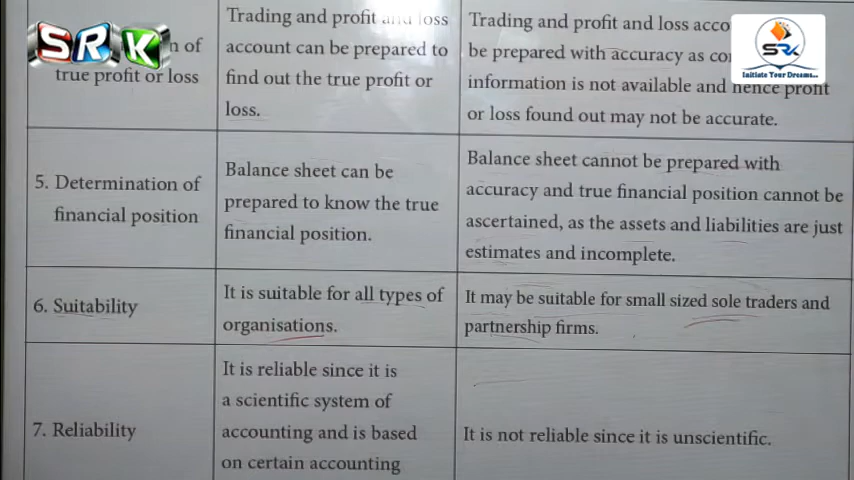 Trading and profit and loss
account can be prepared to
find out the true profit or
loss.
Trading and profit and loss
be prepared with accuracy as
information is not available and hence profit
or loss found out may not be accurate.
SRK
of
true profit or loss
SRK
Initiate Your Dreams...
5. Determination of
financial position
Balance sheet can be
prepared to know the true
financial position.
Balance sheet cannot be prepared with
accuracy and true financial position cannot be
ascertained, as the assets and liabilities are just
estimates and incomplete.
6. Suitability
It is suitable for all types of
organisations.
It may be suitable for small sized sole traders and
partnership firms.
7. Reliability
It is reliable since it is
a scientific system of
accounting and is based
on certain accounting
It is not reliable since it is unscientific.